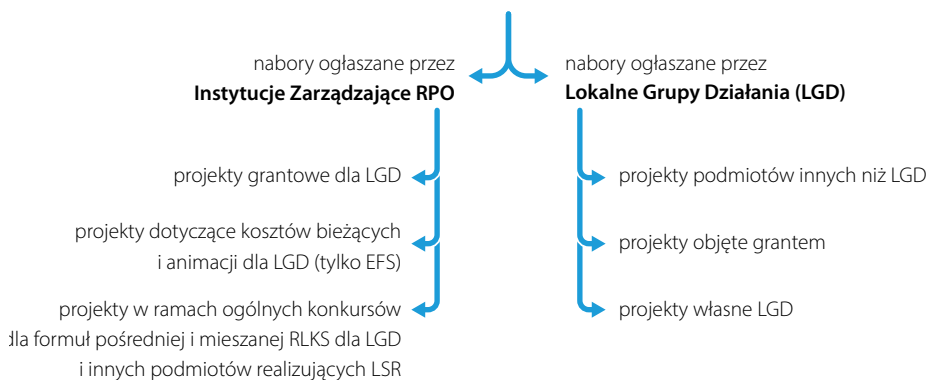 nabory ogłaszane przez
Instytucje Zarządzające RPO
projekty grantowe dla LGD
projekty dotyczące kosztów bieżących
i animacji dla LGD (tylko EFS)
projekty w ramach ogólnych konkursów
dla formuł pośredniej i mieszanej RLKS dla LGD
i innych podmiotów realizujących LSR
nabory ogłaszane przez
Lokalne Grupy Działania (LGD)
projekty podmiotów innych niż LGD
projekty objęte grantem
projekty własne LGD